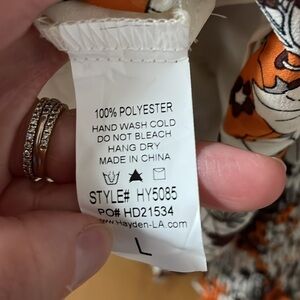 100% POLYESTER
HAND WASH COLD
DO NOT BLEACH
HANG DRY
MADE IN CHINA
STYLE# HY5085
PO# HD21534
www.Hayden-LA.com
L